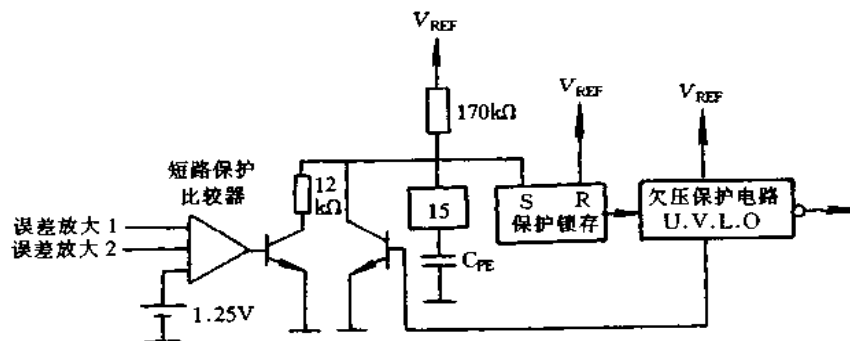 V_REF
170kΩ
V_REF
V_REF
短路保护
比较器
12
kΩ
15
S R
保护锁存
欠压保护电路
U.V.L.O
误差放大 1
误差放大 2
C_PE
1.25V